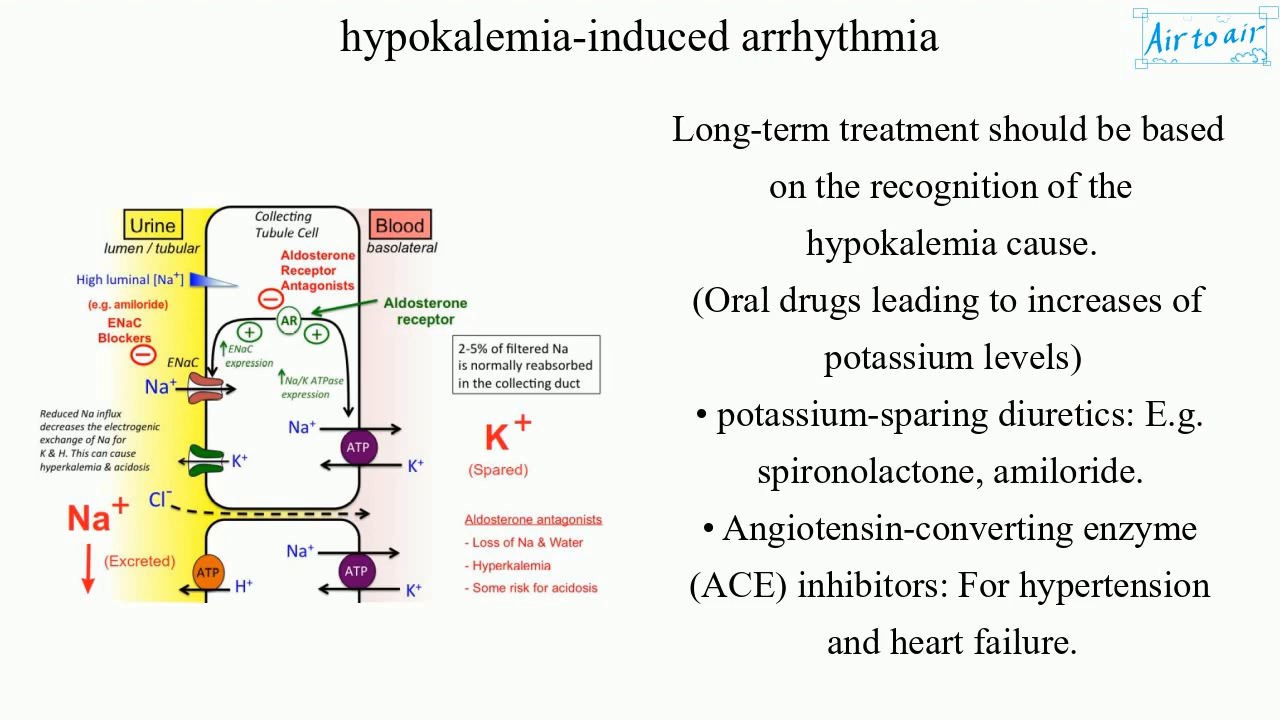 hypokalemia-induced arrhythmia
Air to air
Urine
lumen / tubular
Collecting
Tubule Cell
Blood
basolateral
High luminal [Na+]
(e.g. amiloride)
ENaC
Blockers
Aldosterone
Receptor
Antagonists
AR
Aldosterone
receptor
↑ENaC
expression
↑Na/K ATPase
expression
ENaC
Na+
2-5% of filtered Na
is normally reabsorbed
in the collecting duct
Reduced Na influx
decreases the electrogenic
exchange of Na for
K & H. This can cause
hyperkalemia & acidosis
Na+
ATP
K+
K+
K+
(Spared)
Cl-
Na+
(Excreted)
ATP
H+
Na+
ATP
K+
Aldosterone antagonists
- Loss of Na & Water
- Hyperkalemia
- Some risk for acidosis
Long-term treatment should be based
on the recognition of the
hypokalemia cause.
(Oral drugs leading to increases of
potassium levels)
• potassium-sparing diuretics: E.g.
spironolactone, amiloride.
• Angiotensin-converting enzyme
(ACE) inhibitors: For hypertension
and heart failure.